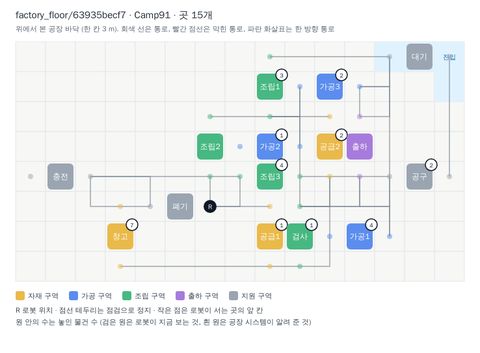 factory_floor/63935becf7 · Camp91 · 곳 15개
위에서 본 공장 바닥 (한 칸 3 m). 회색 선은 통로, 빨간 점선은 막힌 통로, 파란 화살표는 한 방향 통로
대기
진입
조립1 3
가공3 2
조립2
가공2 1
공급2 2
출하
충전
조립3 4
공구 2
폐기
R
창고 7
공급1 1
검사 1
가공1 4
자재 구역
가공 구역
조립 구역
출하 구역
지원 구역
R 로봇 위치 · 점선 테두리는 점검으로 정지 · 작은 점은 로봇이 서는 곳의 앞 칸
원 안의 수는 놓인 물건 수 (검은 원은 로봇이 지금 보는 것, 흰 원은 공장 시스템이 알려 준 것)